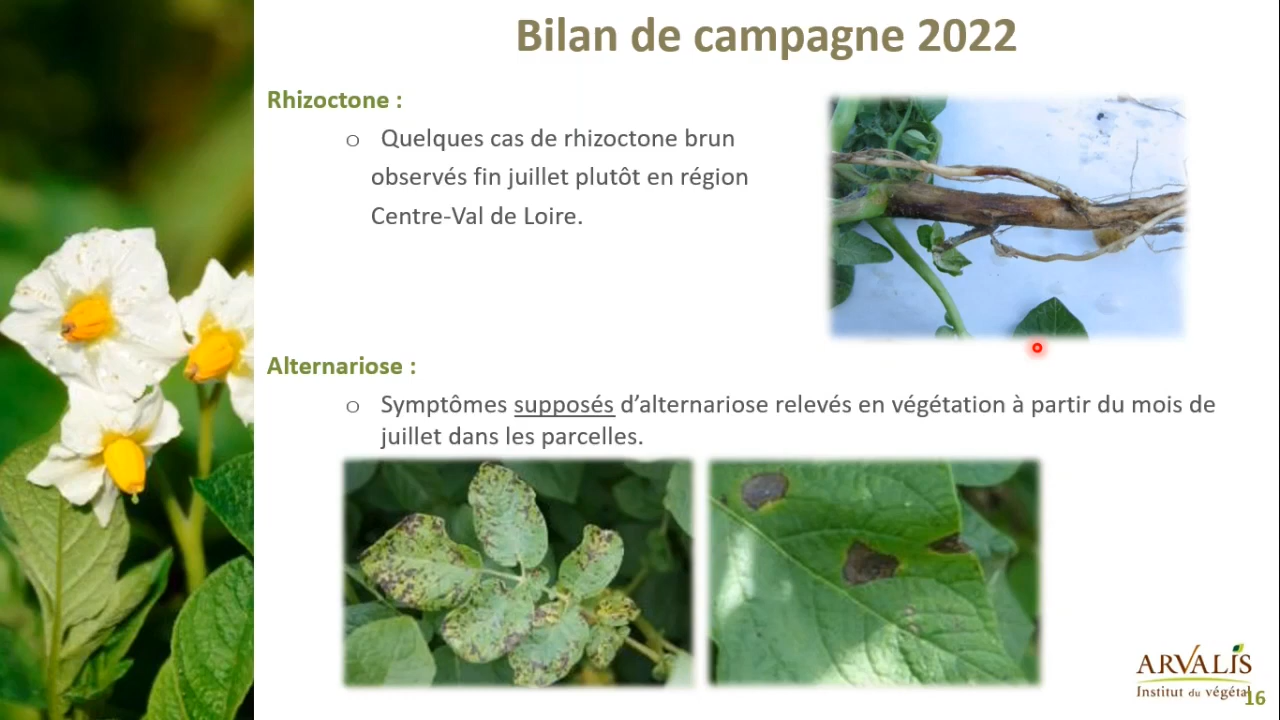 Bilan de campagne 2022
Rhizoctone :
o Quelques cas de rhizoctone brun
observés fin juillet plutôt en région
Centre-Val de Loire.
Alternariose :
o Symptômes supposés d’alternariose relevés en végétation à partir du mois de
juillet dans les parcelles.
ARVALIS
Institut du végétal
16